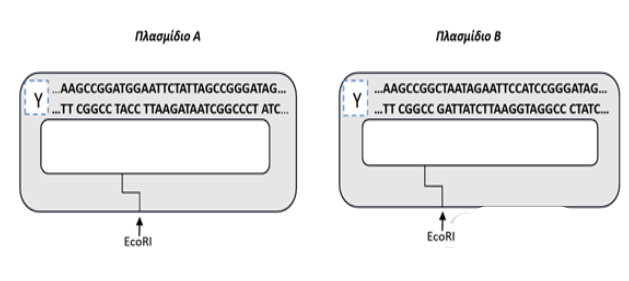 Πλασμίδιο Α
Υ
...AAGCCGGATGGAATTCTATTAGCCGGGATAG...
...TT CGGCC TACC TTAAGATAATCGGCCCT ATC...
EcoRI
Πλασμίδιο Β
Υ
...AAGCCGGCTAATAGAATTCCATCCGGGATAG...
...TT CGGCC GATTATCTTAAGGTAGGCC CTATC...
EcoRI